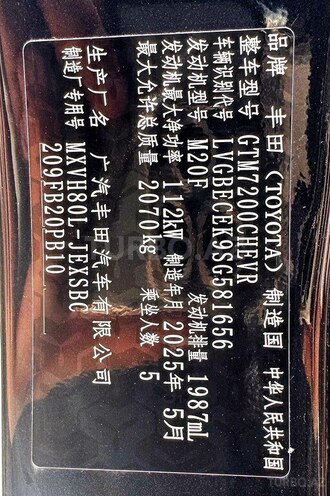 品牌 丰田（TOYOTA） 制造国 中华人民共和国
整车型号 GTM7200CHEVR
车辆识别代号 LVGBECEK9SG581656
发动机型号 M20F 发动机排量 1987mL
发动机最大净功率 112kW 制造年月 2025年 5月
最大允许总质量 2070kg 乘坐人数 5
生产厂名 广汽丰田汽车有限公司
制造厂专用号 MXVH80L-JEXSBC
209FB20PB10
TURBO.AZ
TURBO.AZ